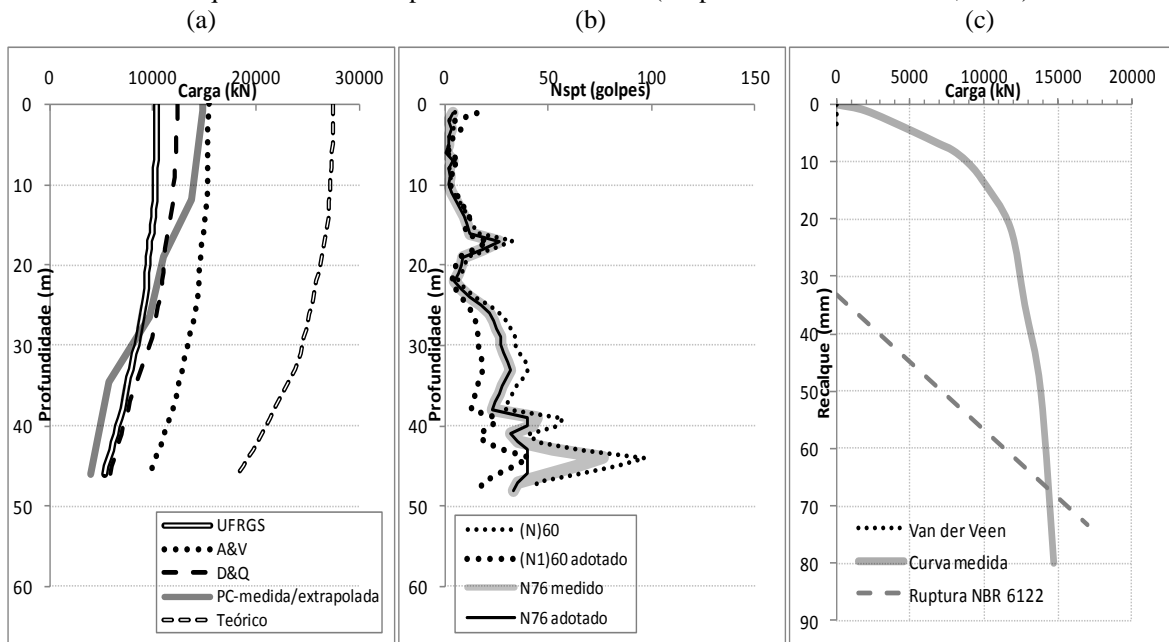 (a)
(b)
(c)
0 10000 20000 30000
Carga (kN)
0
10
20
30
40
50
60
Profundidade (m)
UFRGS
A&V
D&Q
PC-medida/extrapolada
Teórico
0 50 100 150
Nspt (golpes)
0
10
20
30
40
50
60
Profundidade (m)
(N)60
(N1)60 adotado
N76 medido
N76 adotado
0 5000 10000 15000 20000
Carga (kN)
0
10
20
30
40
50
60
70
80
90
Recalque (mm)
Van der Veen
Curva medida
Ruptura NBR 6122